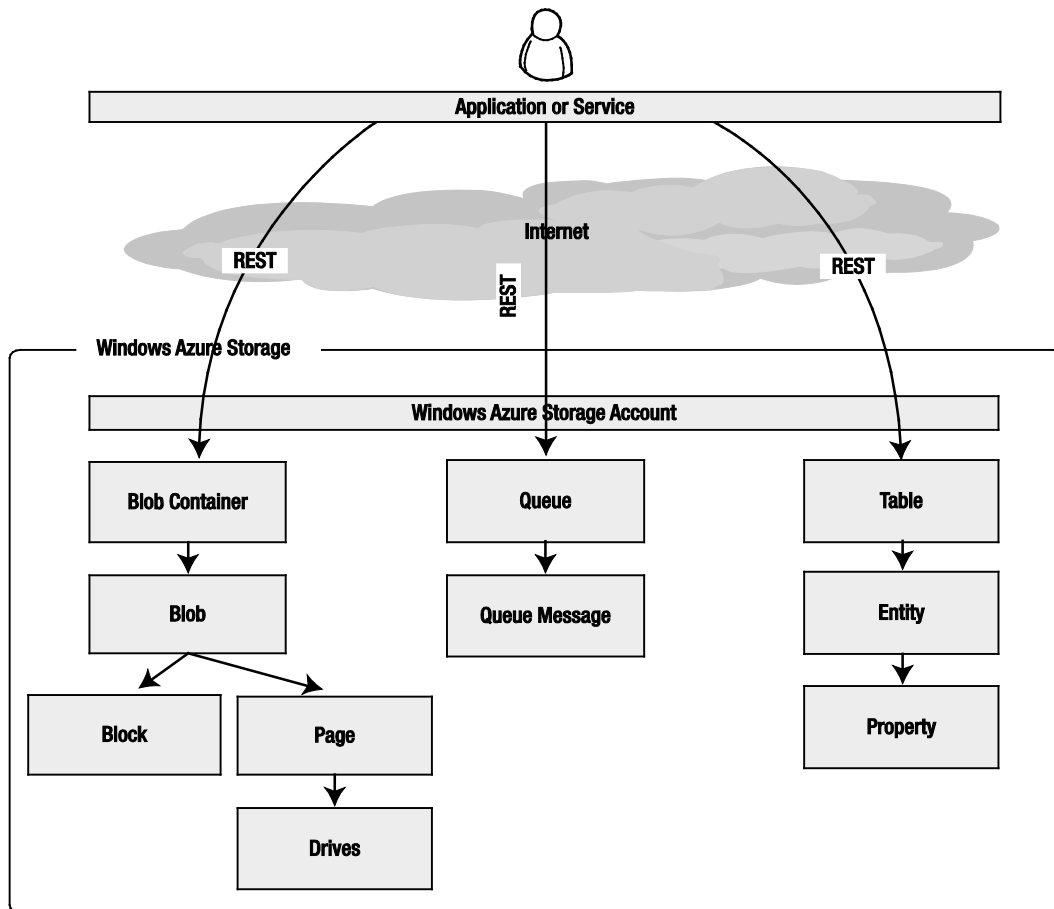 Application or Service
Internet
REST
REST
REST
Windows Azure Storage
Windows Azure Storage Account
Blob Container
Queue
Table
Blob
Queue Message
Entity
Block
Page
Property
Drives